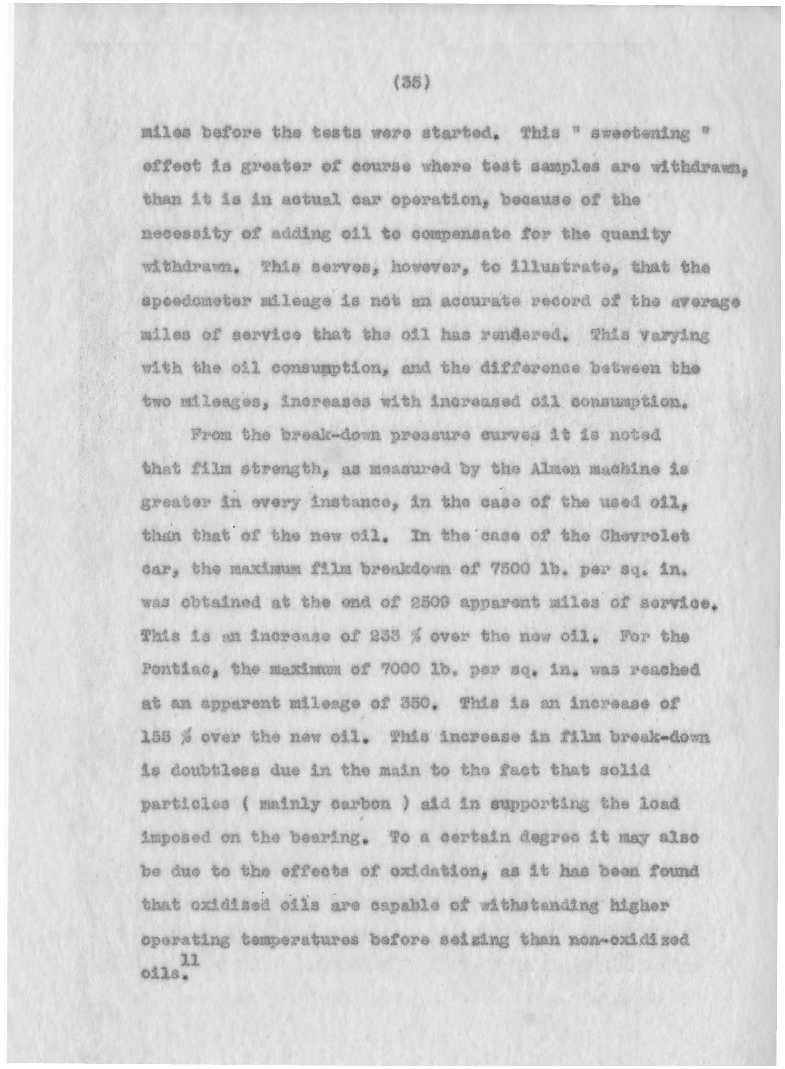 (35)
miles before the tests were started. This " sweetening "
effect is greater of course where test samples are withdrawn,
than it is in actual car operation, because of the
necessity of adding oil to compensate for the quanity
withdrawn. This serves, however, to illustrate, that the
speedometer mileage is not an accurate record of the average
miles of service that the oil has rendered. This varying
with the oil consumption, and the difference between the
two mileages, increases with increased oil consumption.
From the break-down pressure curves it is noted
that film strength, as measured by the Almen machine is
greater in every instance, in the case of the used oil,
than that of the new oil. In the case of the Chevrolet
car, the maximum film breakdown of 7500 lb. per sq. in.
was obtained at the end of 2509 apparent miles of service.
This is an increase of 233 % over the new oil. For the
Pontiac, the maximum of 7000 lb. per sq. in. was reached
at an apparent mileage of 350. This is an increase of
155 % over the new oil. This increase in film break-down
is doubtless due in the main to the fact that solid
particles ( mainly carbon ) aid in supporting the load
imposed on the bearing. To a certain degree it may also
be due to the effects of oxidation, as it has been found
that oxidized oils are capable of withstanding higher
operating temperatures before seizing than non-oxidized
oils.11